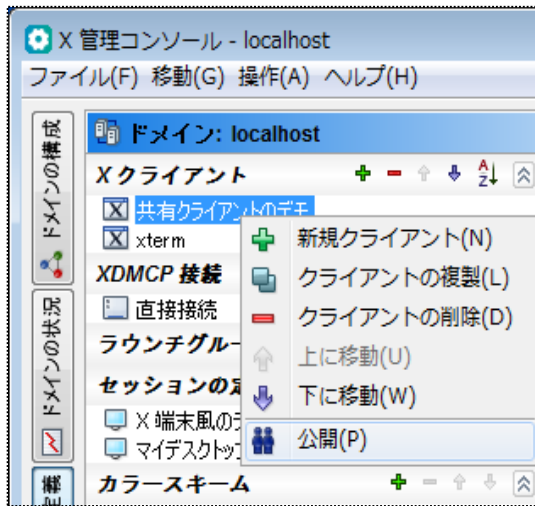 X 管理コンソール - localhost
ファイル(F) 移動(G) 操作(A) ヘルプ(H)
ドメインの構成
ドメイン: localhost
X クライアント
共有クライアントのデモ
xterm
新規クライアント(N)
クライアントの複製(L)
クライアントの削除(D)
上に移動(U)
下に移動(W)
公開(P)
XDMCP 接続
直接接続
ドメインの状況
ラウンチグルー
セッションの定
X 端末風のデ
マイデスクトップ
カラースキーム